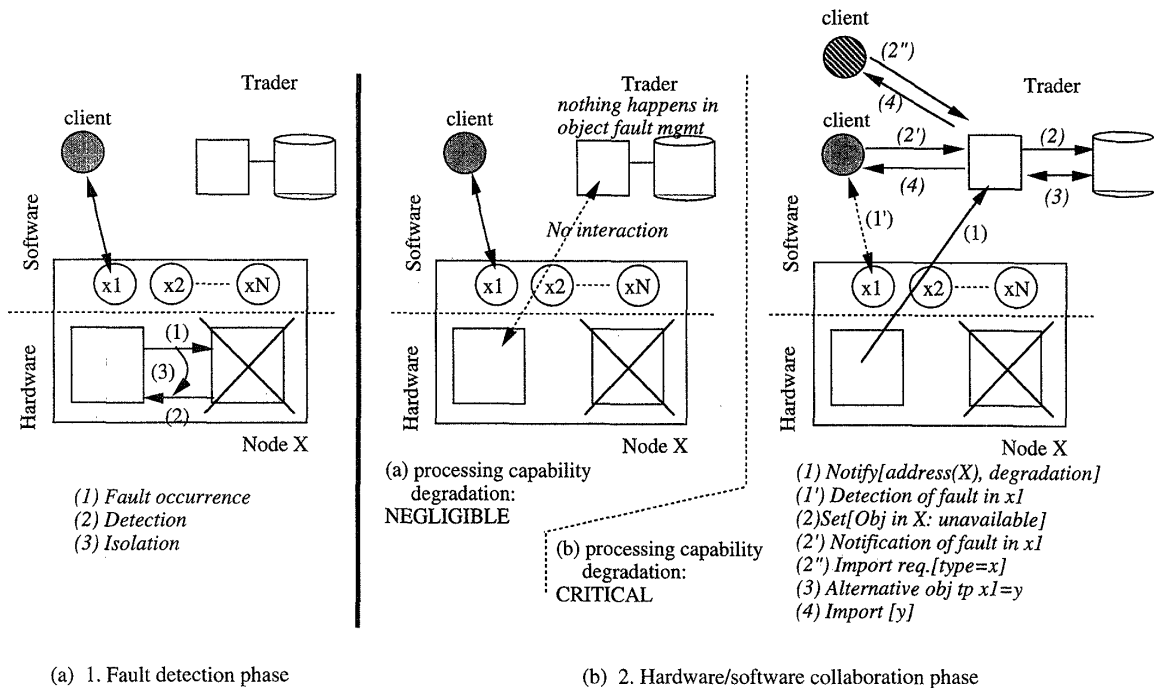 Trader
client
Software
x1 x2 xN
Hardware
(1)
(3)
(2)
Node X
(1) Fault occurrence
(2) Detection
(3) Isolation
Trader
nothing happens in
object fault mgmt
client
No interaction
Software
x1 x2 xN
Hardware
(a) processing capability
degradation:
NEGLIGIBLE
(b) processing capability
degradation:
CRITICAL
client
(2'')
(4)
Trader
client
(2')
(2)
(4)
(3)
(1')
(1)
Software
x1 x2 xN
Hardware
Node X
(1) Notify[address(X), degradation]
(1') Detection of fault in x1
(2)Set[Obj in X: unavailable]
(2') Notification of fault in x1
(2'') Import req.[type=x]
(3) Alternative obj tp x1=y
(4) Import [y]
(a) 1. Fault detection phase
(b) 2. Hardware/software collaboration phase